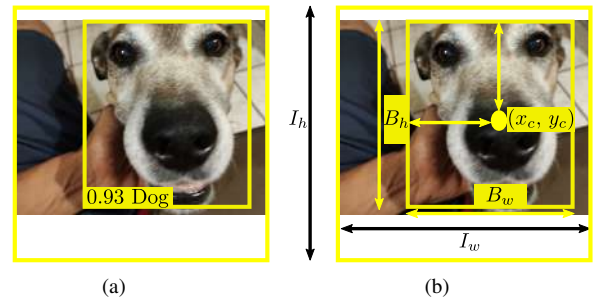 0.93 Dog
I_h
B_h
(x_c, y_c)
B_w
I_w
(a)
(b)